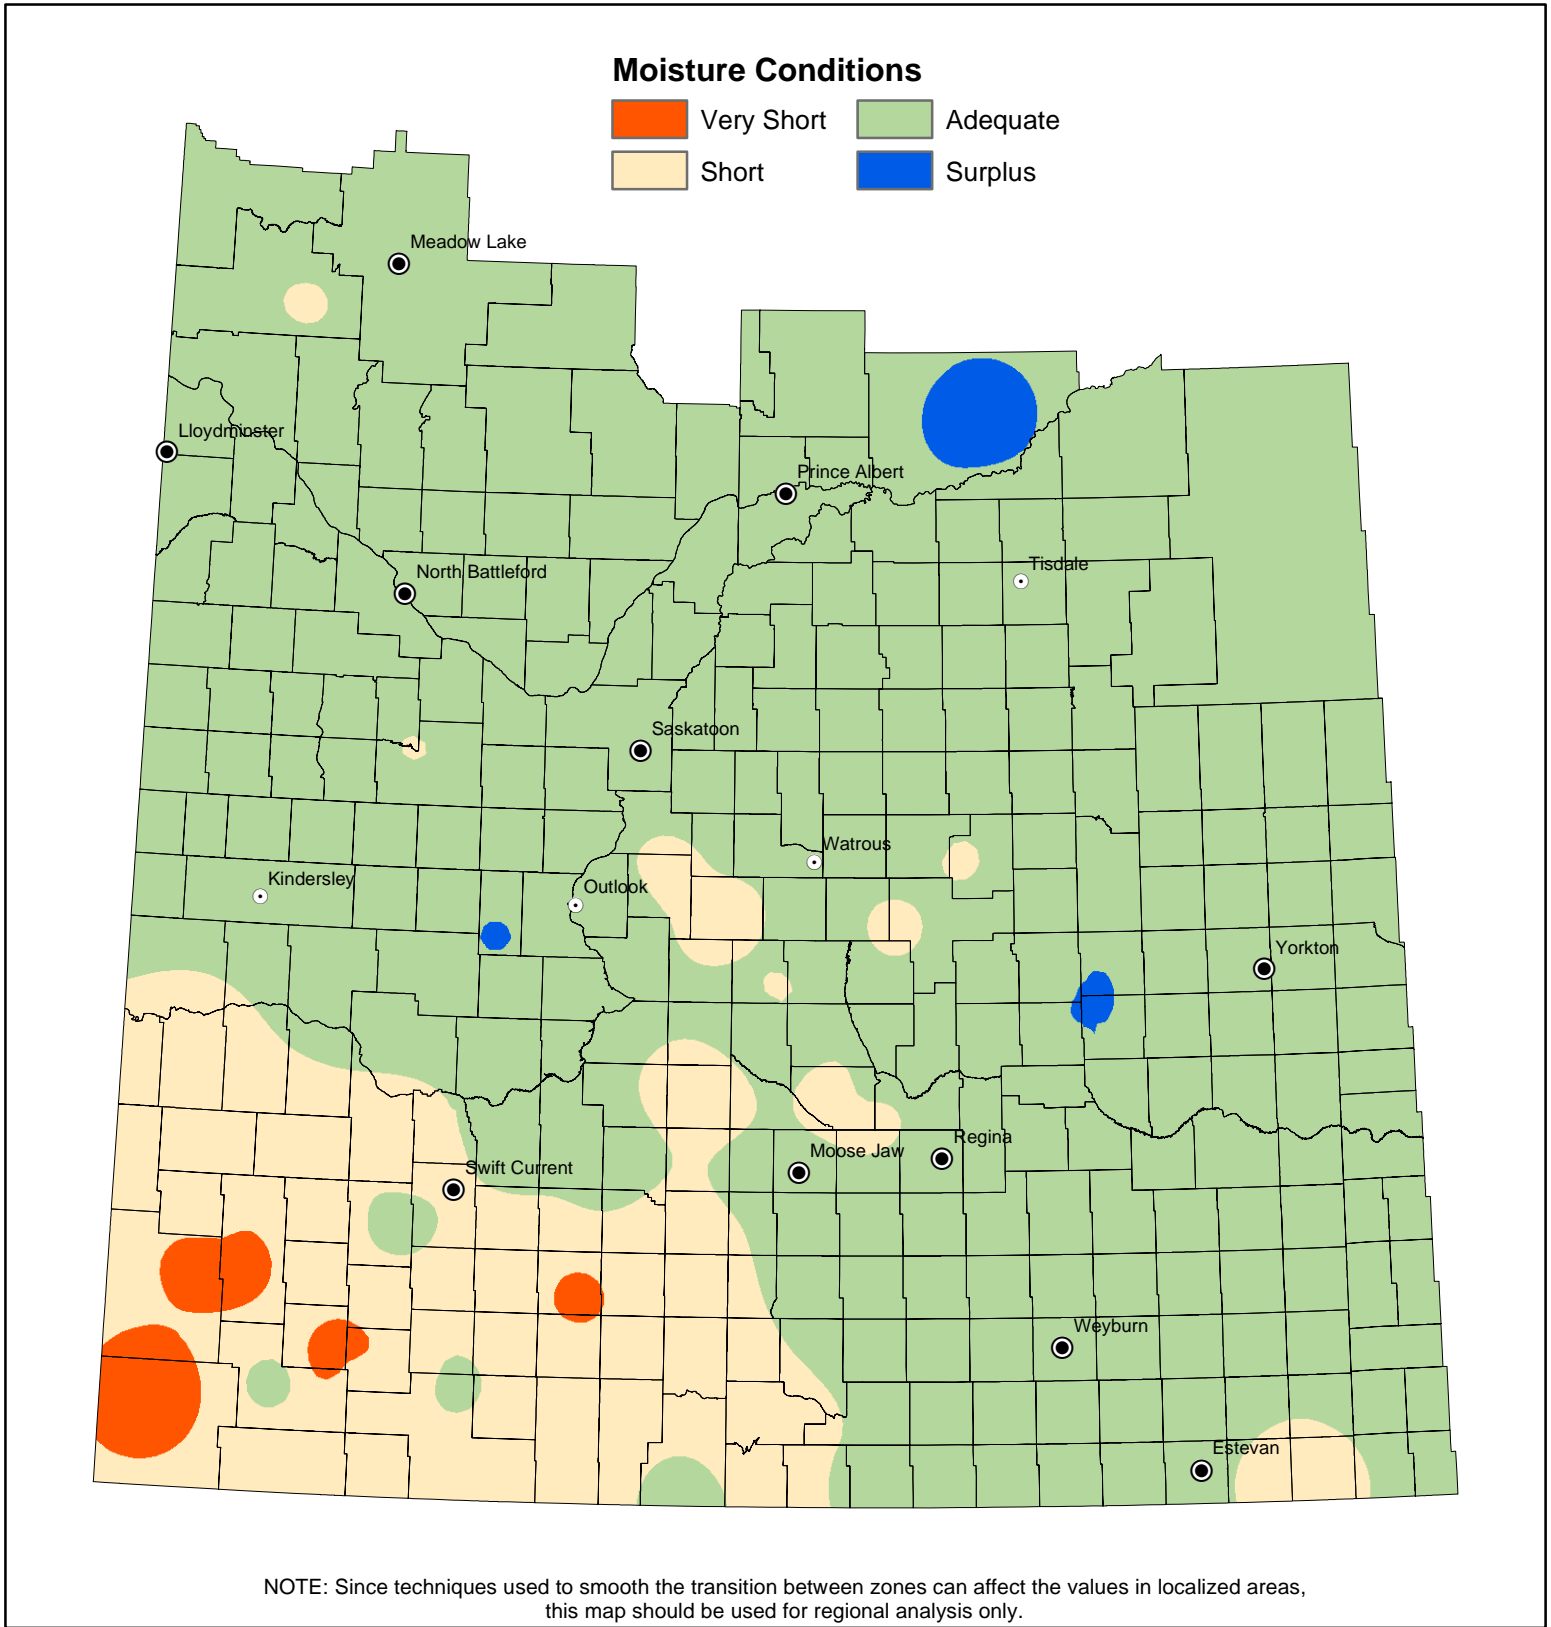 Moisture Conditions
Very Short
Adequate
Short
Surplus
Meadow Lake
Lloydminster
Prince Albert
North Battleford
Tisdale
Saskatoon
Watrous
Kindersley
Outlook
Yorkton
Regina
Moose Jaw
Swift Current
Weyburn
Estevan
NOTE: Since techniques used to smooth the transition between zones can affect the values in localized areas,
this map should be used for regional analysis only.